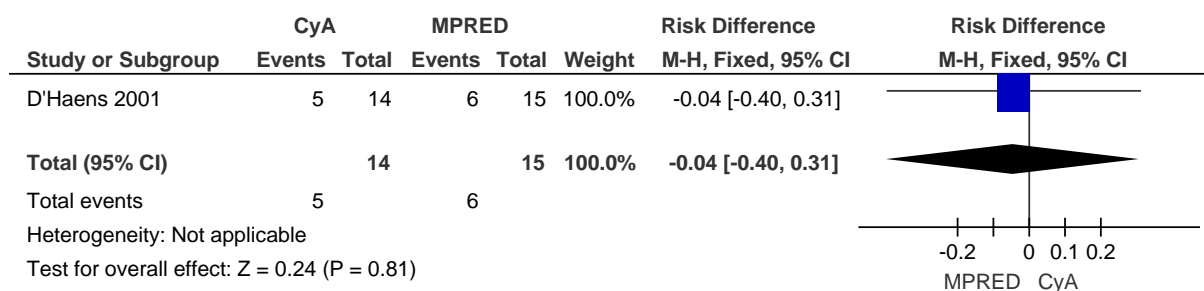 CyA MPRED Risk Difference Risk Difference
Study or Subgroup Events Total Events Total Weight M-H, Fixed, 95% CI M-H, Fixed, 95% CI
D'Haens 2001 5 14 6 15 100.0% -0.04 [-0.40, 0.31]
Total (95% CI) 14 15 100.0% -0.04 [-0.40, 0.31]
Total events 5 6
Heterogeneity: Not applicable
Test for overall effect: Z = 0.24 (P = 0.81)
-0.2 0 0.1 0.2
MPRED CyA